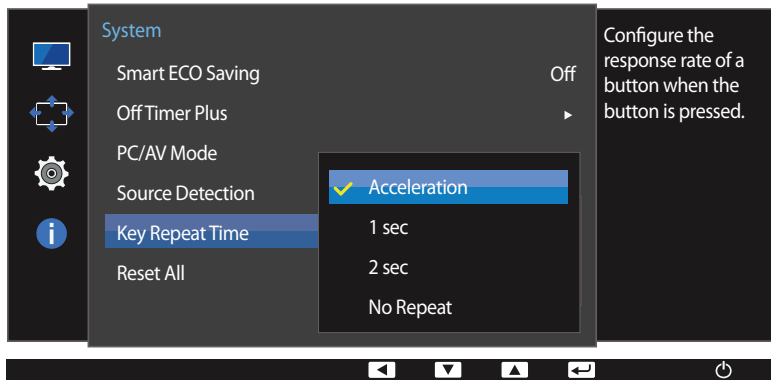 System
Smart ECO Saving Off
Off Timer Plus ►
PC/AV Mode
Source Detection
Key Repeat Time
Reset All
Acceleration
1 sec
2 sec
No Repeat
Configure the
response rate of a
button when the
button is pressed.